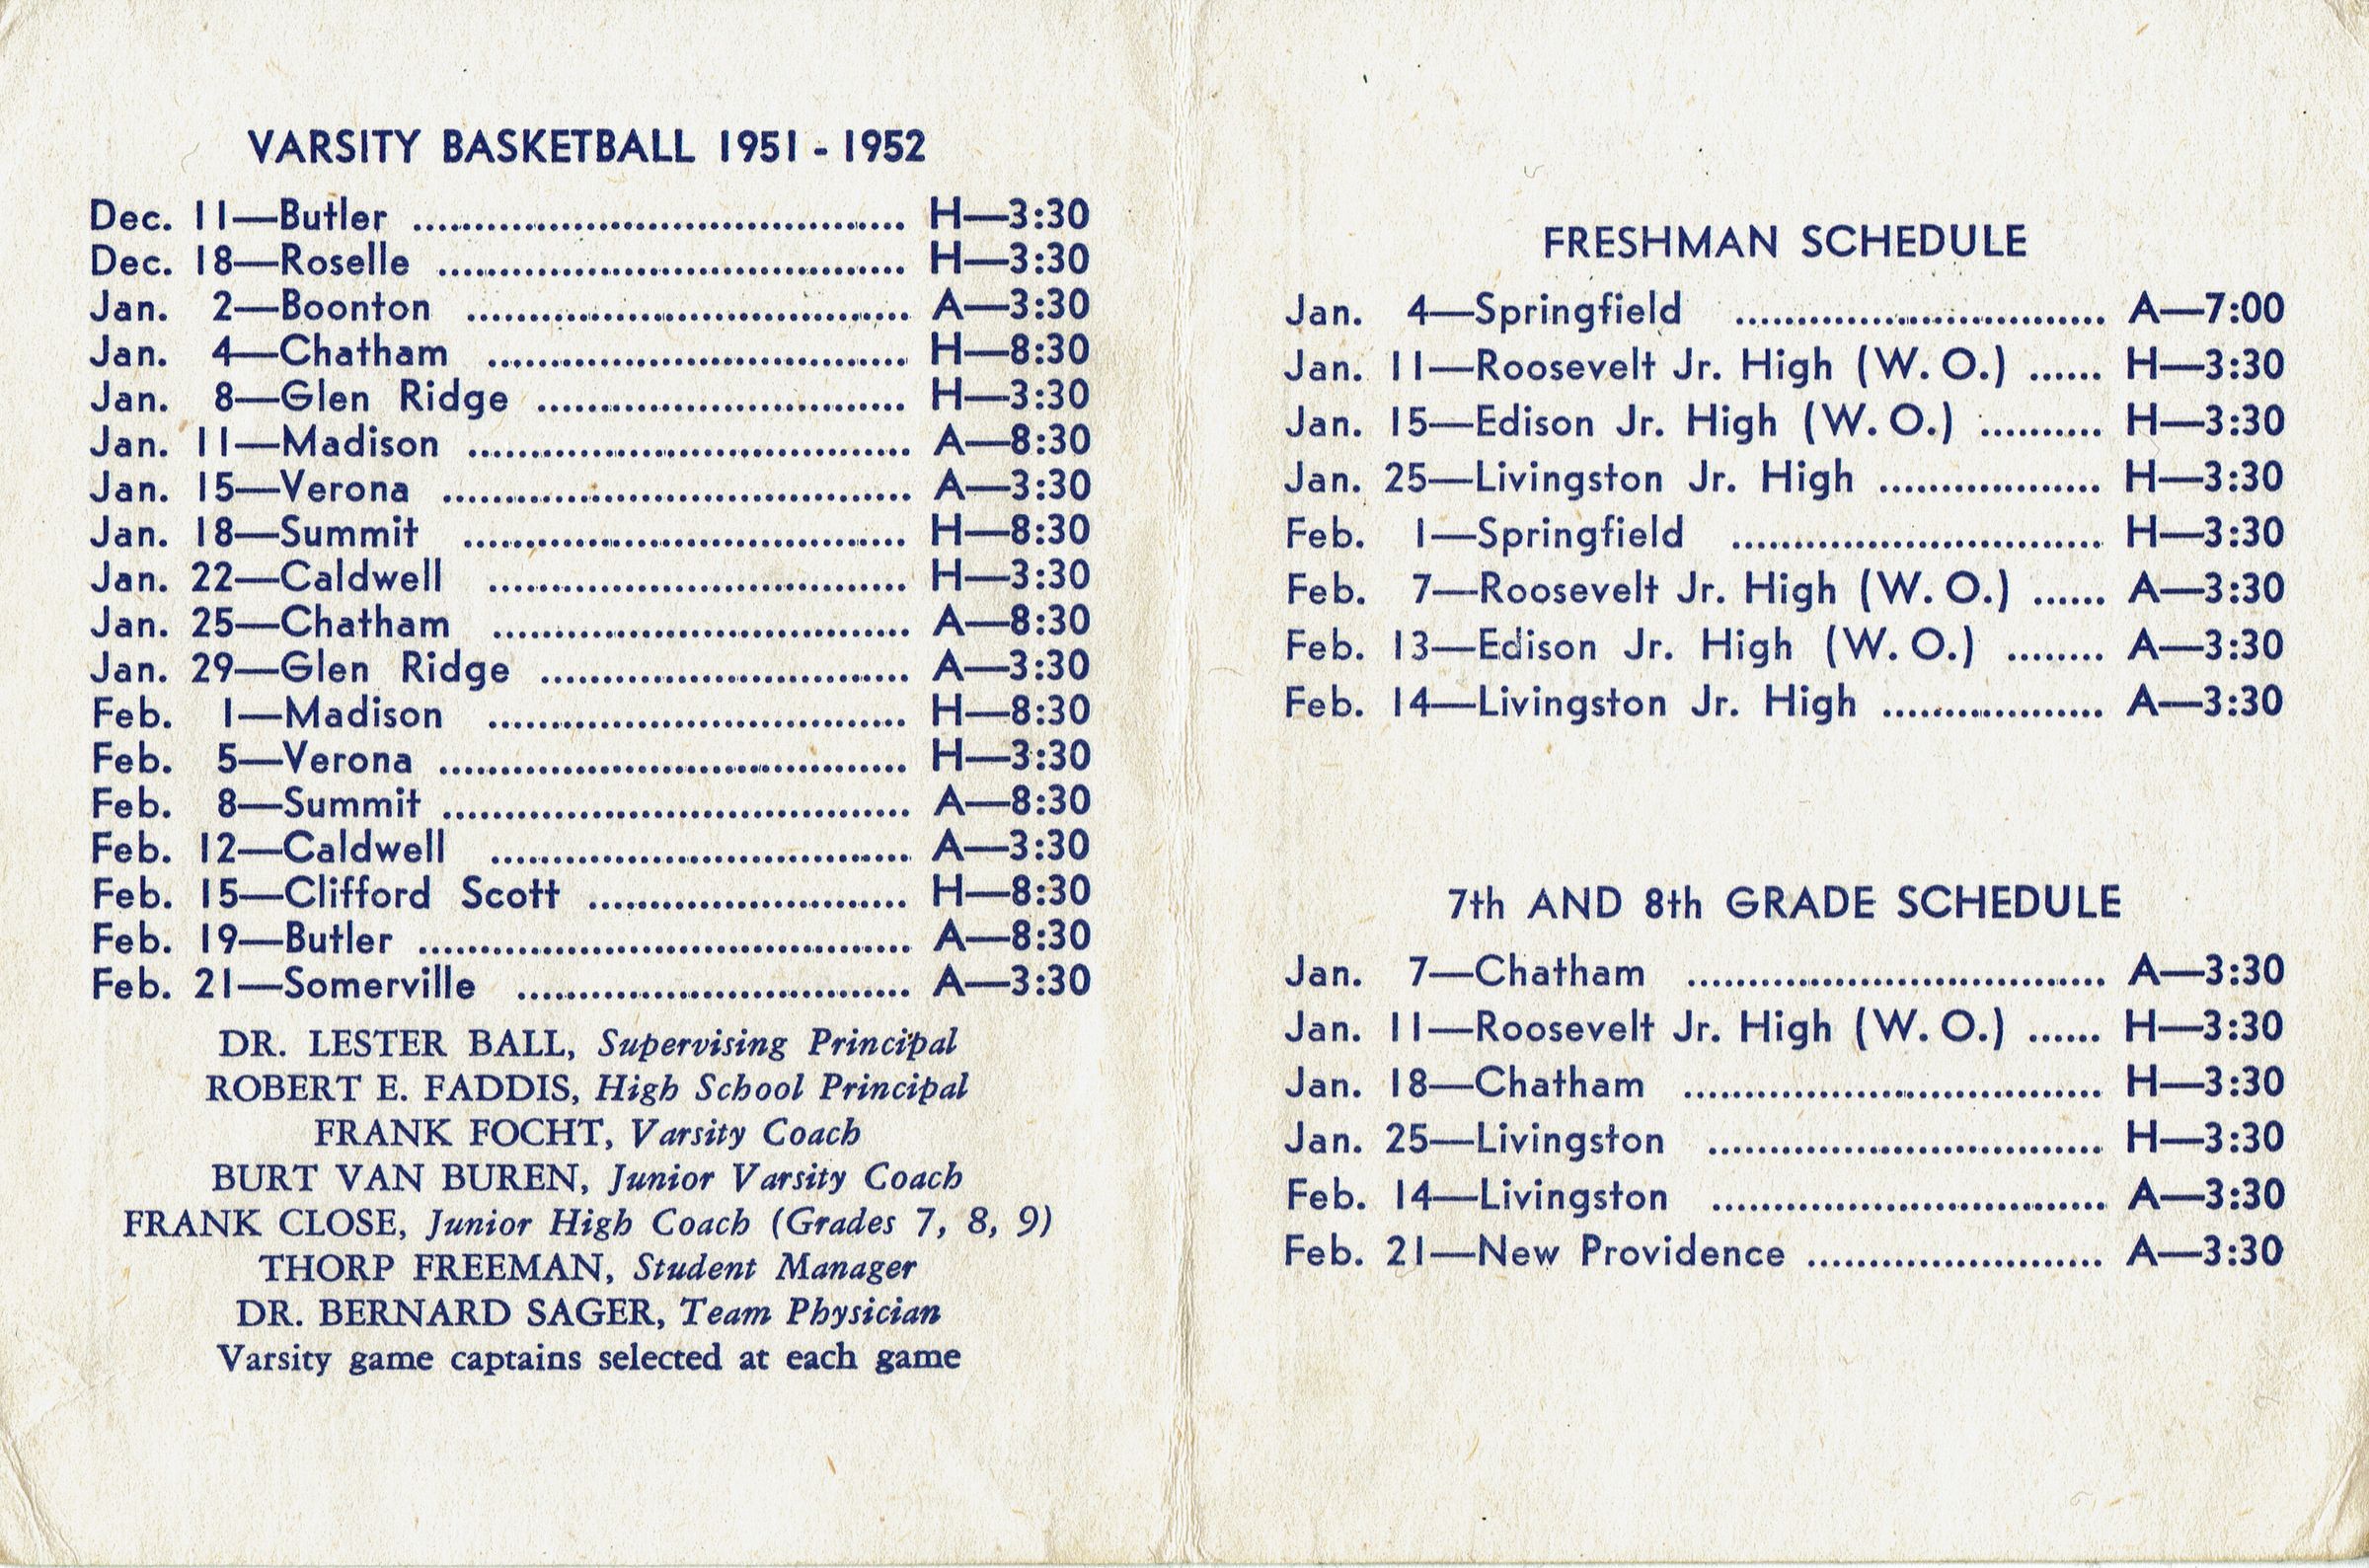 VARSITY BASKETBALL 1951 - 1952
Dec. 11—Butler ........................................ H—3:30
Dec. 18—Roselle ...................................... H—3:30
Jan. 2—Boonton .................................... A—3:30
Jan. 4—Chatham .................................. H—8:30
Jan. 8—Glen Ridge .............................. H—3:30
Jan. 11—Madison .................................... A—8:30
Jan. 15—Verona ...................................... A—3:30
Jan. 18—Summit .................................... H—8:30
Jan. 22—Caldwell .................................. H—3:30
Jan. 25—Chatham .................................. A—8:30
Jan. 29—Glen Ridge .............................. A—3:30
Feb. 1—Madison .................................. H—8:30
Feb. 5—Verona ...................................... H—3:30
Feb. 8—Summit ...................................... A—8:30
Feb. 12—Caldwell .................................. A—3:30
Feb. 15—Clifford Scott .......................... H—8:30
Feb. 19—Butler ........................................ A—8:30
Feb. 21—Somerville ................................ A—3:30
DR. LESTER BALL, Supervising Principal
ROBERT E. FADDIS, High School Principal
FRANK FOCHT, Varsity Coach
BURT VAN BUREN, Junior Varsity Coach
FRANK CLOSE, Junior High Coach (Grades 7, 8, 9)
THORP FREEMAN, Student Manager
DR. BERNARD SAGER, Team Physician
Varsity game captains selected at each game
FRESHMAN SCHEDULE
Jan. 4—Springfield .............................. A—7:00
Jan. 11—Roosevelt Jr. High (W. O.) ...... H—3:30
Jan. 15—Edison Jr. High (W. O.) .......... H—3:30
Jan. 25—Livingston Jr. High .................. H—3:30
Feb. 1—Springfield .............................. H—3:30
Feb. 7—Roosevelt Jr. High (W. O.) ...... A—3:30
Feb. 13—Edison Jr. High (W. O.) ........ A—3:30
Feb. 14—Livingston Jr. High .................. A—3:30
7th AND 8th GRADE SCHEDULE
Jan. 7—Chatham .................................. A—3:30
Jan. 11—Roosevelt Jr. High (W. O.) ...... H—3:30
Jan. 18—Chatham .................................. H—3:30
Jan. 25—Livingston ................................ H—3:30
Feb. 14—Livingston ................................ A—3:30
Feb. 21—New Providence ........................ A—3:30